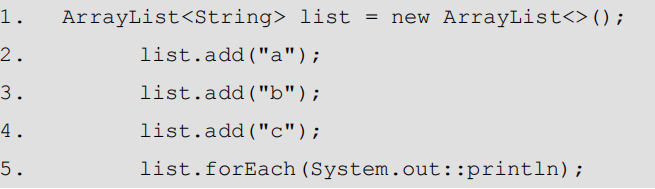 1. ArrayList<String> list = new ArrayList<>();
2. list.add("a");
3. list.add("b");
4. list.add("c");
5. list.forEach(System.out::println);